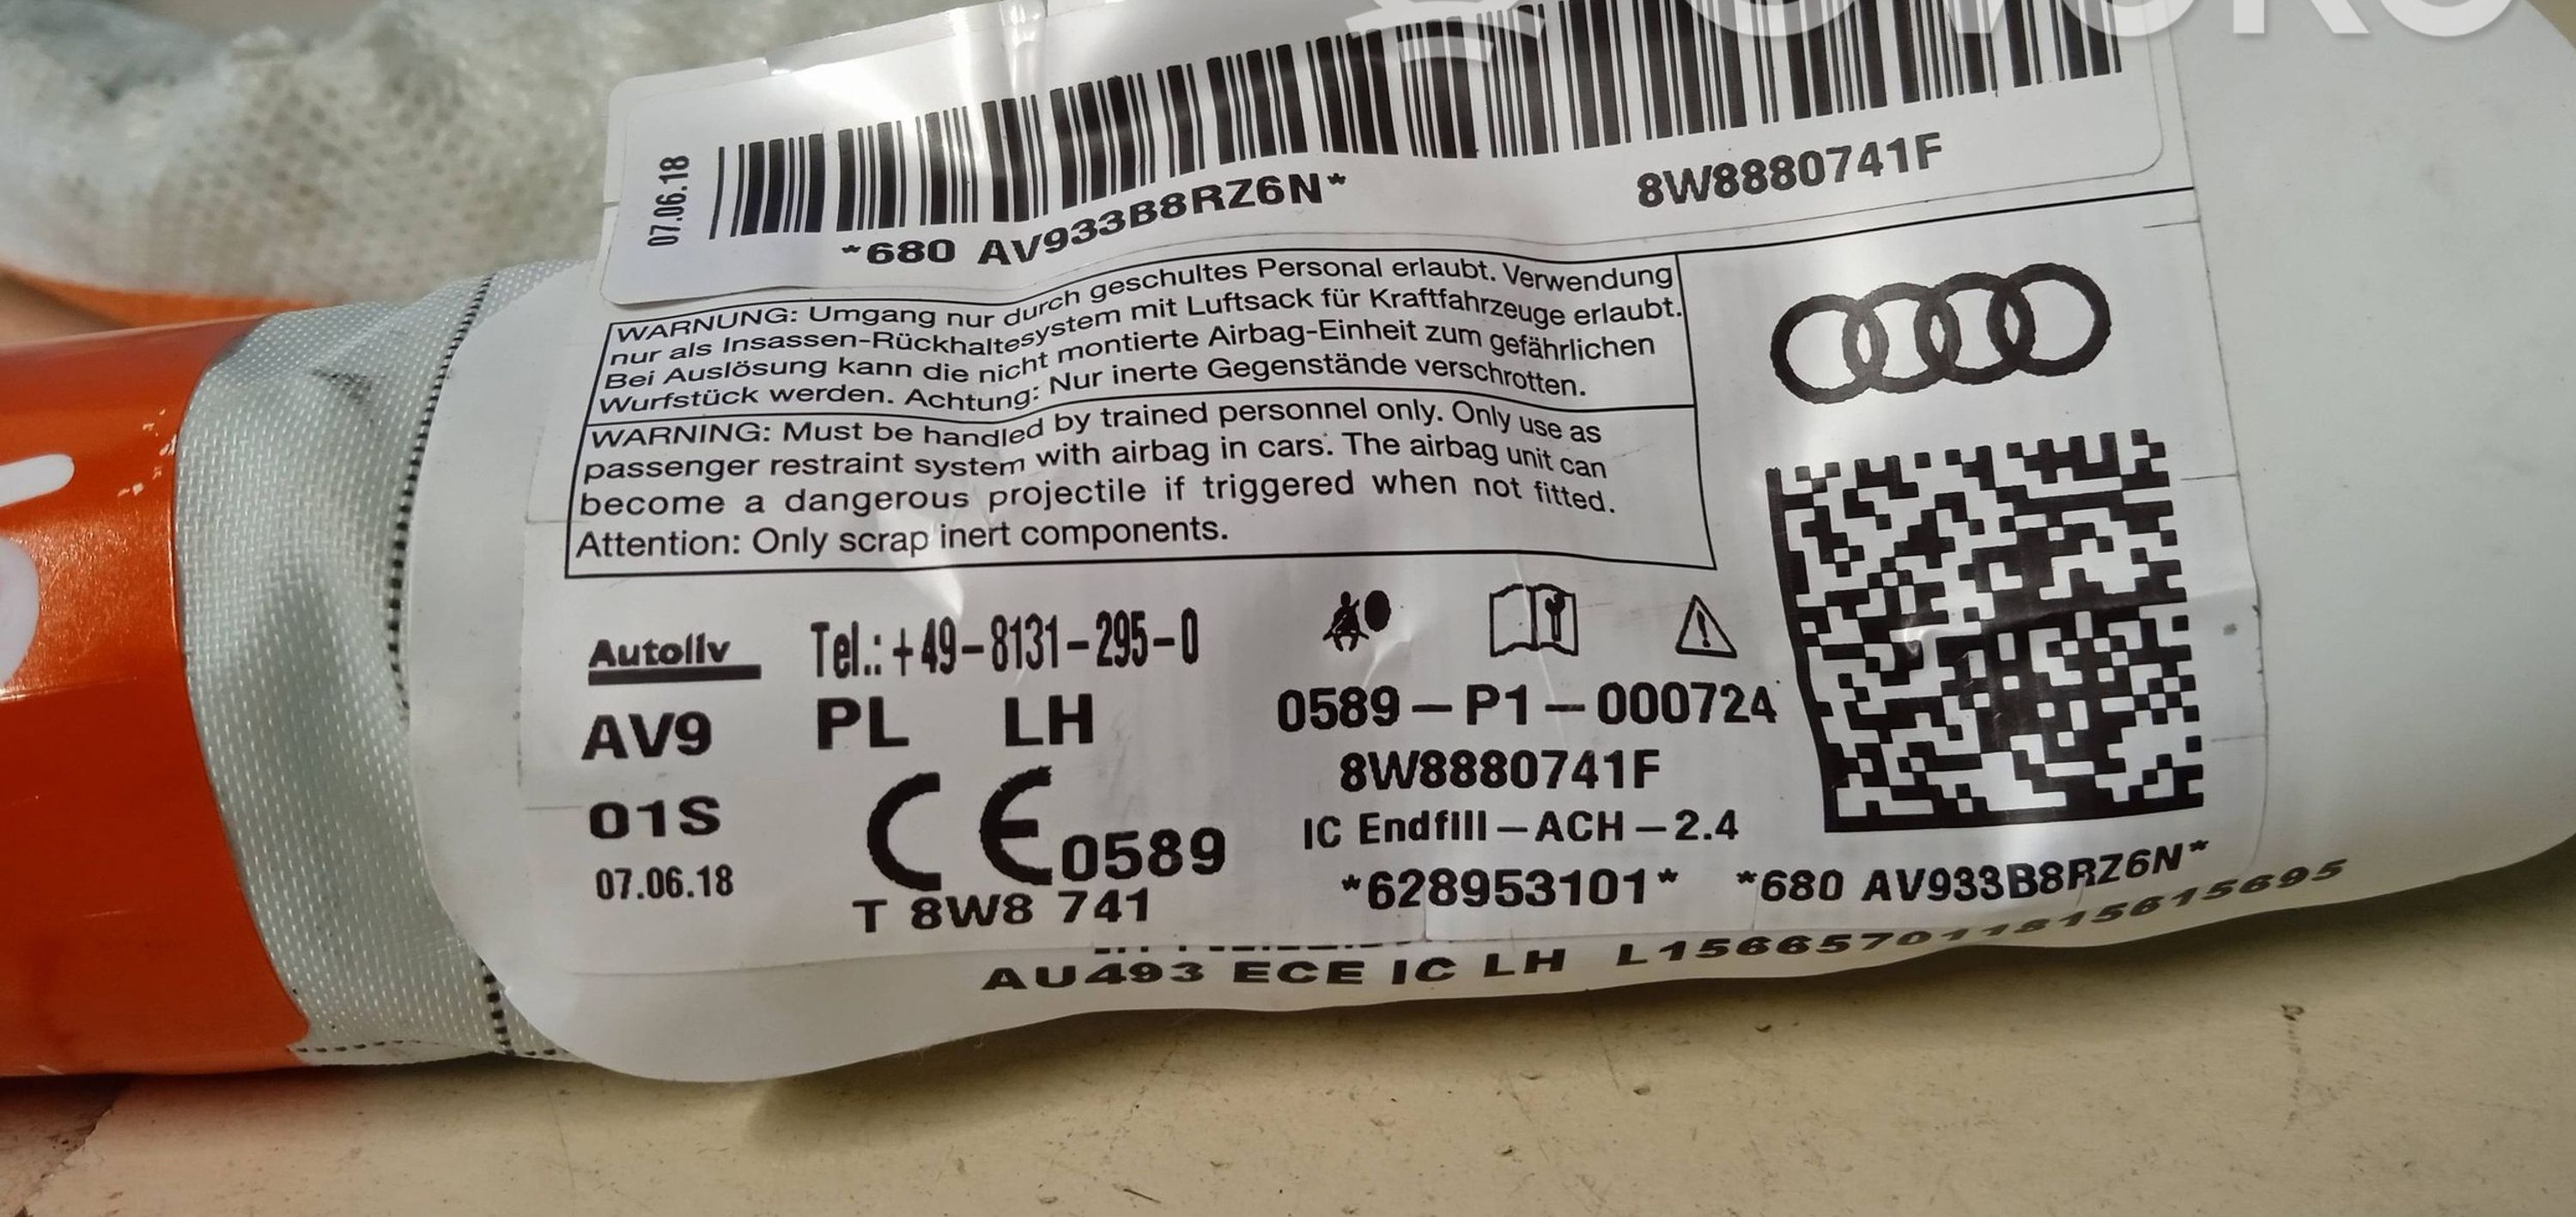 07.06.18
*680 AV933B8RZ6N*
8W8880741F
WARNUNG: Umgang nur durch geschultes Personal erlaubt. Verwendung
nur als Insassen-Rückhaltesystem mit Luftsack für Kraftfahrzeuge erlaubt.
Bei Auslösung kann die nicht montierte Airbag-Einheit zum gefährlichen
Wurfstück werden. Achtung: Nur inerte Gegenstände verschrotten.
WARNING: Must be handled by trained personnel only. Only use as
passenger restraint system with airbag in cars. The airbag unit can
become a dangerous projectile if triggered when not fitted.
Attention: Only scrap inert components.
Autoliv
Tel.: +49-8131-295-0
AV9 PL LH
0589-P1-000724
8W8880741F
01S
CE 0589
IC Endfill-ACH-2.4
07.06.18
T 8W8 741
*628953101* *680 AV933B8RZ6N*
AU493 ECE IC LH